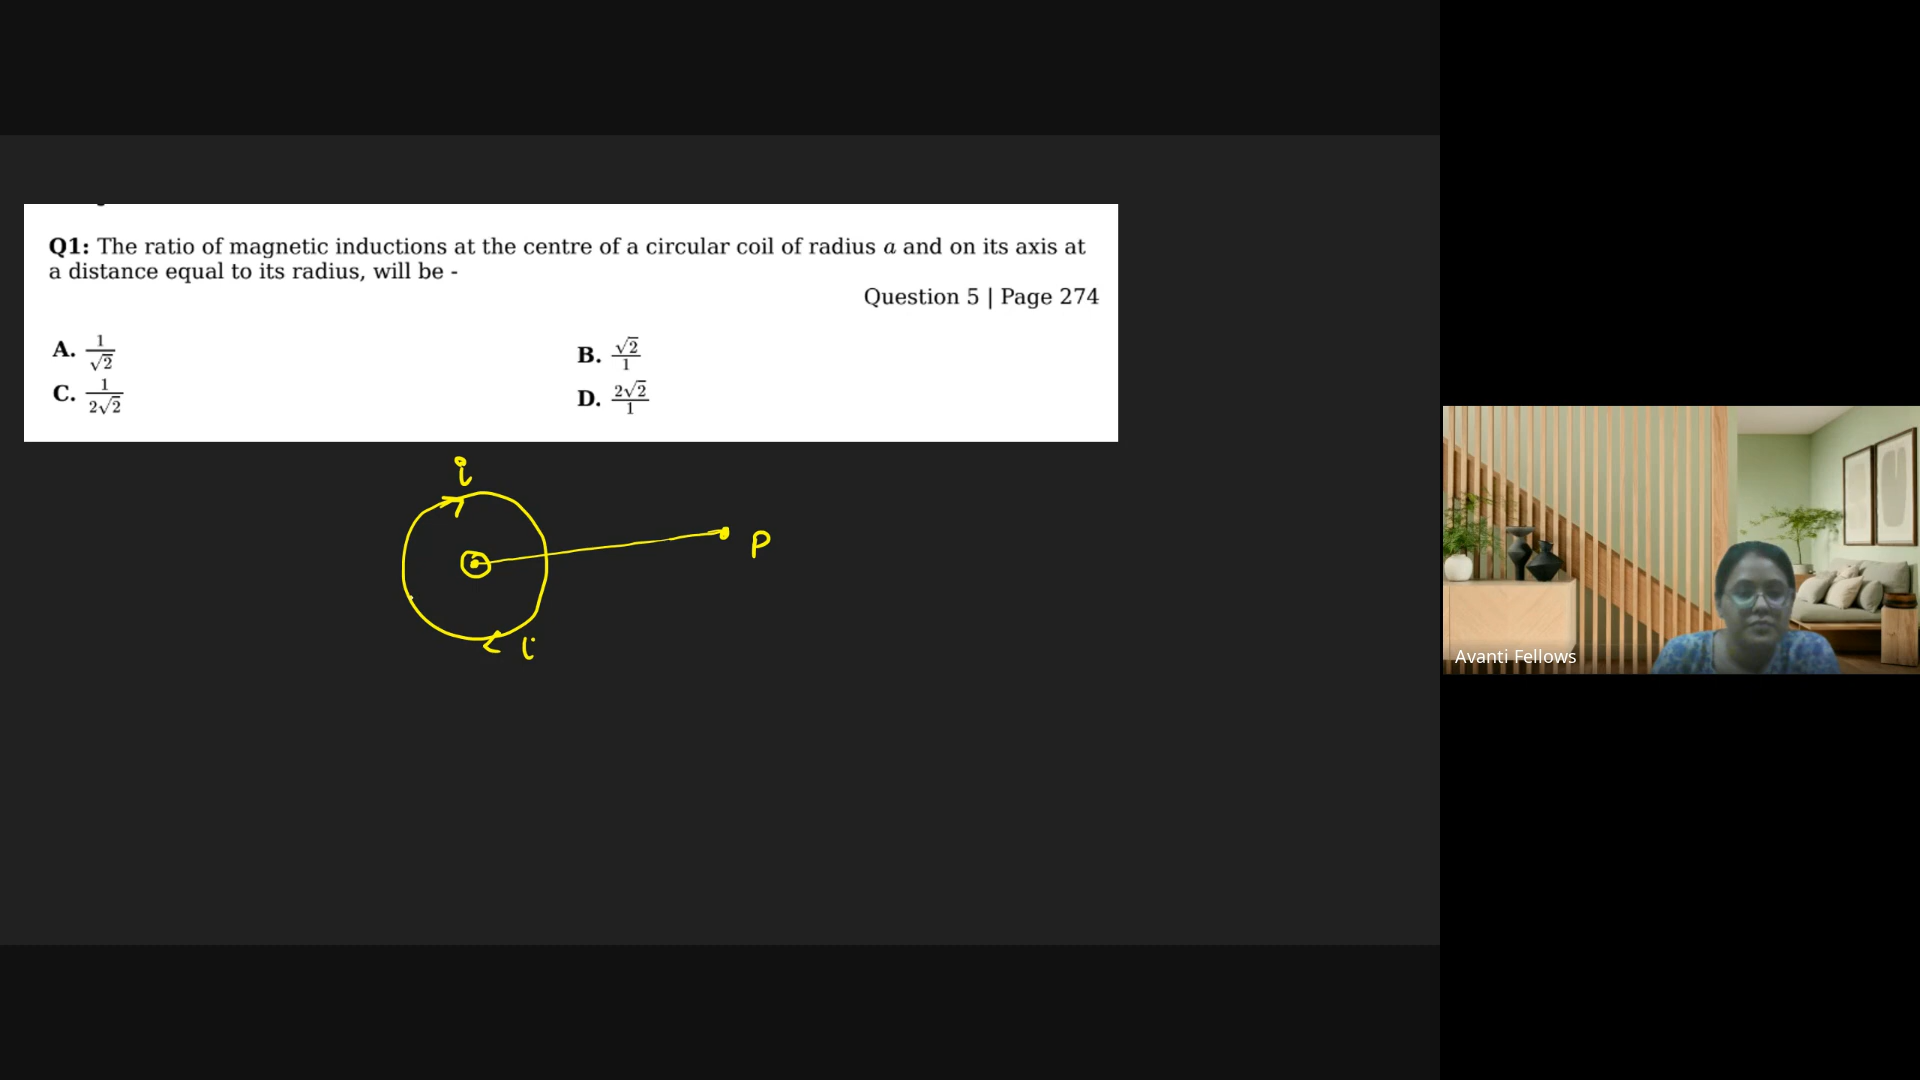 Q1: The ratio of magnetic inductions at the centre of a circular coil of radius a and on its axis at
a distance equal to its radius, will be -
Question 5 | Page 274
A. 1/√2
B. √2/1
C. 1/2√2
D. 2√2/1
i
P
i
Avanti Fellows